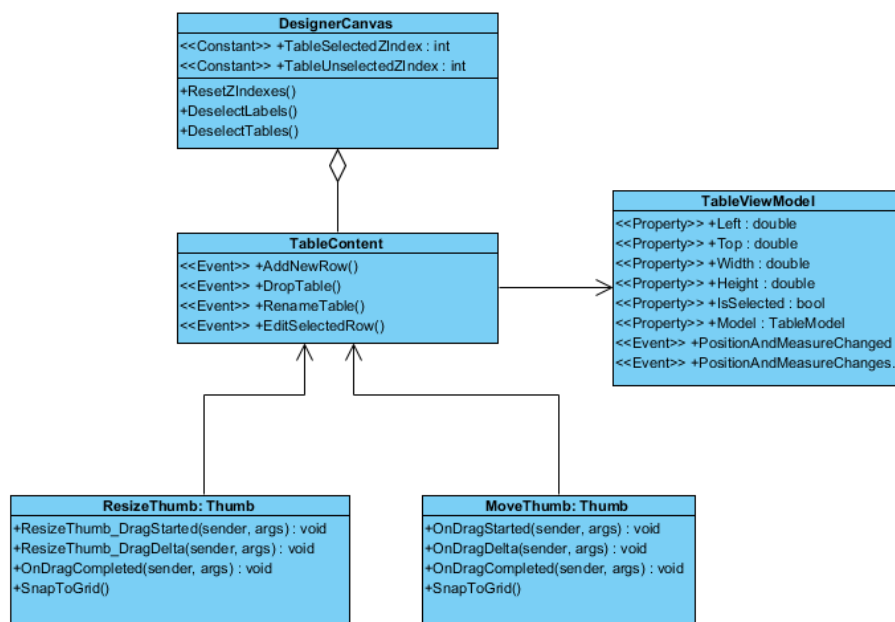 DesignerCanvas
<<Constant>> +TableSelectedZIndex : int
<<Constant>> +TableUnselectedZIndex : int
+ResetZIndexes()
+DeselectLabels()
+DeselectTables()
TableContent
<<Event>> +AddNewRow()
<<Event>> +DropTable()
<<Event>> +RenameTable()
<<Event>> +EditSelectedRow()
TableViewModel
<<Property>> +Left : double
<<Property>> +Top : double
<<Property>> +Width : double
<<Property>> +Height : double
<<Property>> +IsSelected : bool
<<Property>> +Model : TableModel
<<Event>> +PositionAndMeasureChanged
<<Event>> +PositionAndMeasureChanges.
ResizeThumb: Thumb
+ResizeThumb_DragStarted(sender, args) : void
+ResizeThumb_DragDelta(sender, args) : void
+OnDragCompleted(sender, args) : void
+SnapToGrid()
MoveThumb: Thumb
+OnDragStarted(sender, args) : void
+OnDragDelta(sender, args) : void
+OnDragCompleted(sender, args) : void
+SnapToGrid()